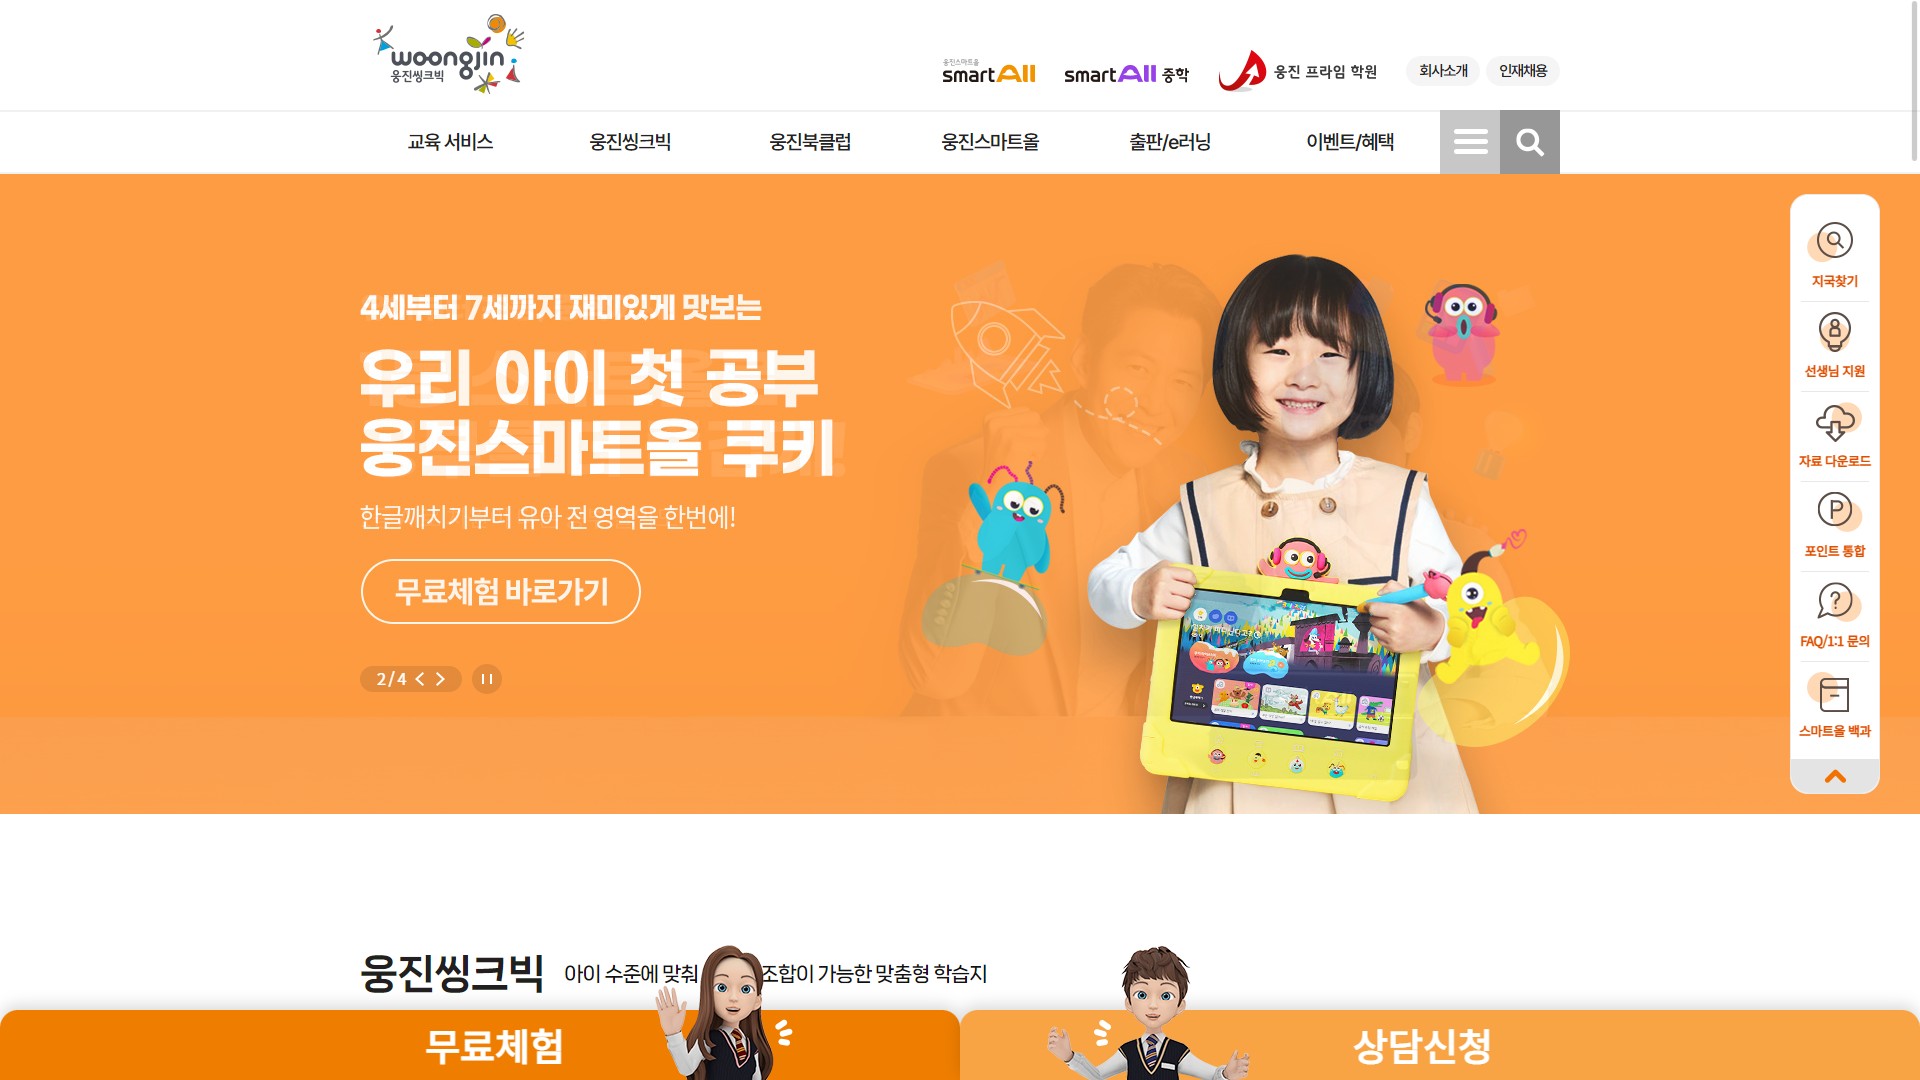 woongjin
웅진씽크빅
웅진스마트올
smartAll
smartAll 중학
웅진 프라임 학원
회사소개
인재채용
교육 서비스
웅진씽크빅
웅진북클럽
웅진스마트올
출판/e러닝
이벤트/혜택
4세부터 7세까지 재미있게 맛보는
우리 아이 첫 공부
웅진스마트올 쿠키
한글깨치기부터 유아 전 영역을 한번에!
무료체험 바로가기
2/4
지국찾기
선생님 지원
자료 다운로드
포인트 통합
FAQ/1:1 문의
스마트올 백과
웅진씽크빅
아이 수준에 맞춰 조합이 가능한 맞춤형 학습지
무료체험
상담신청